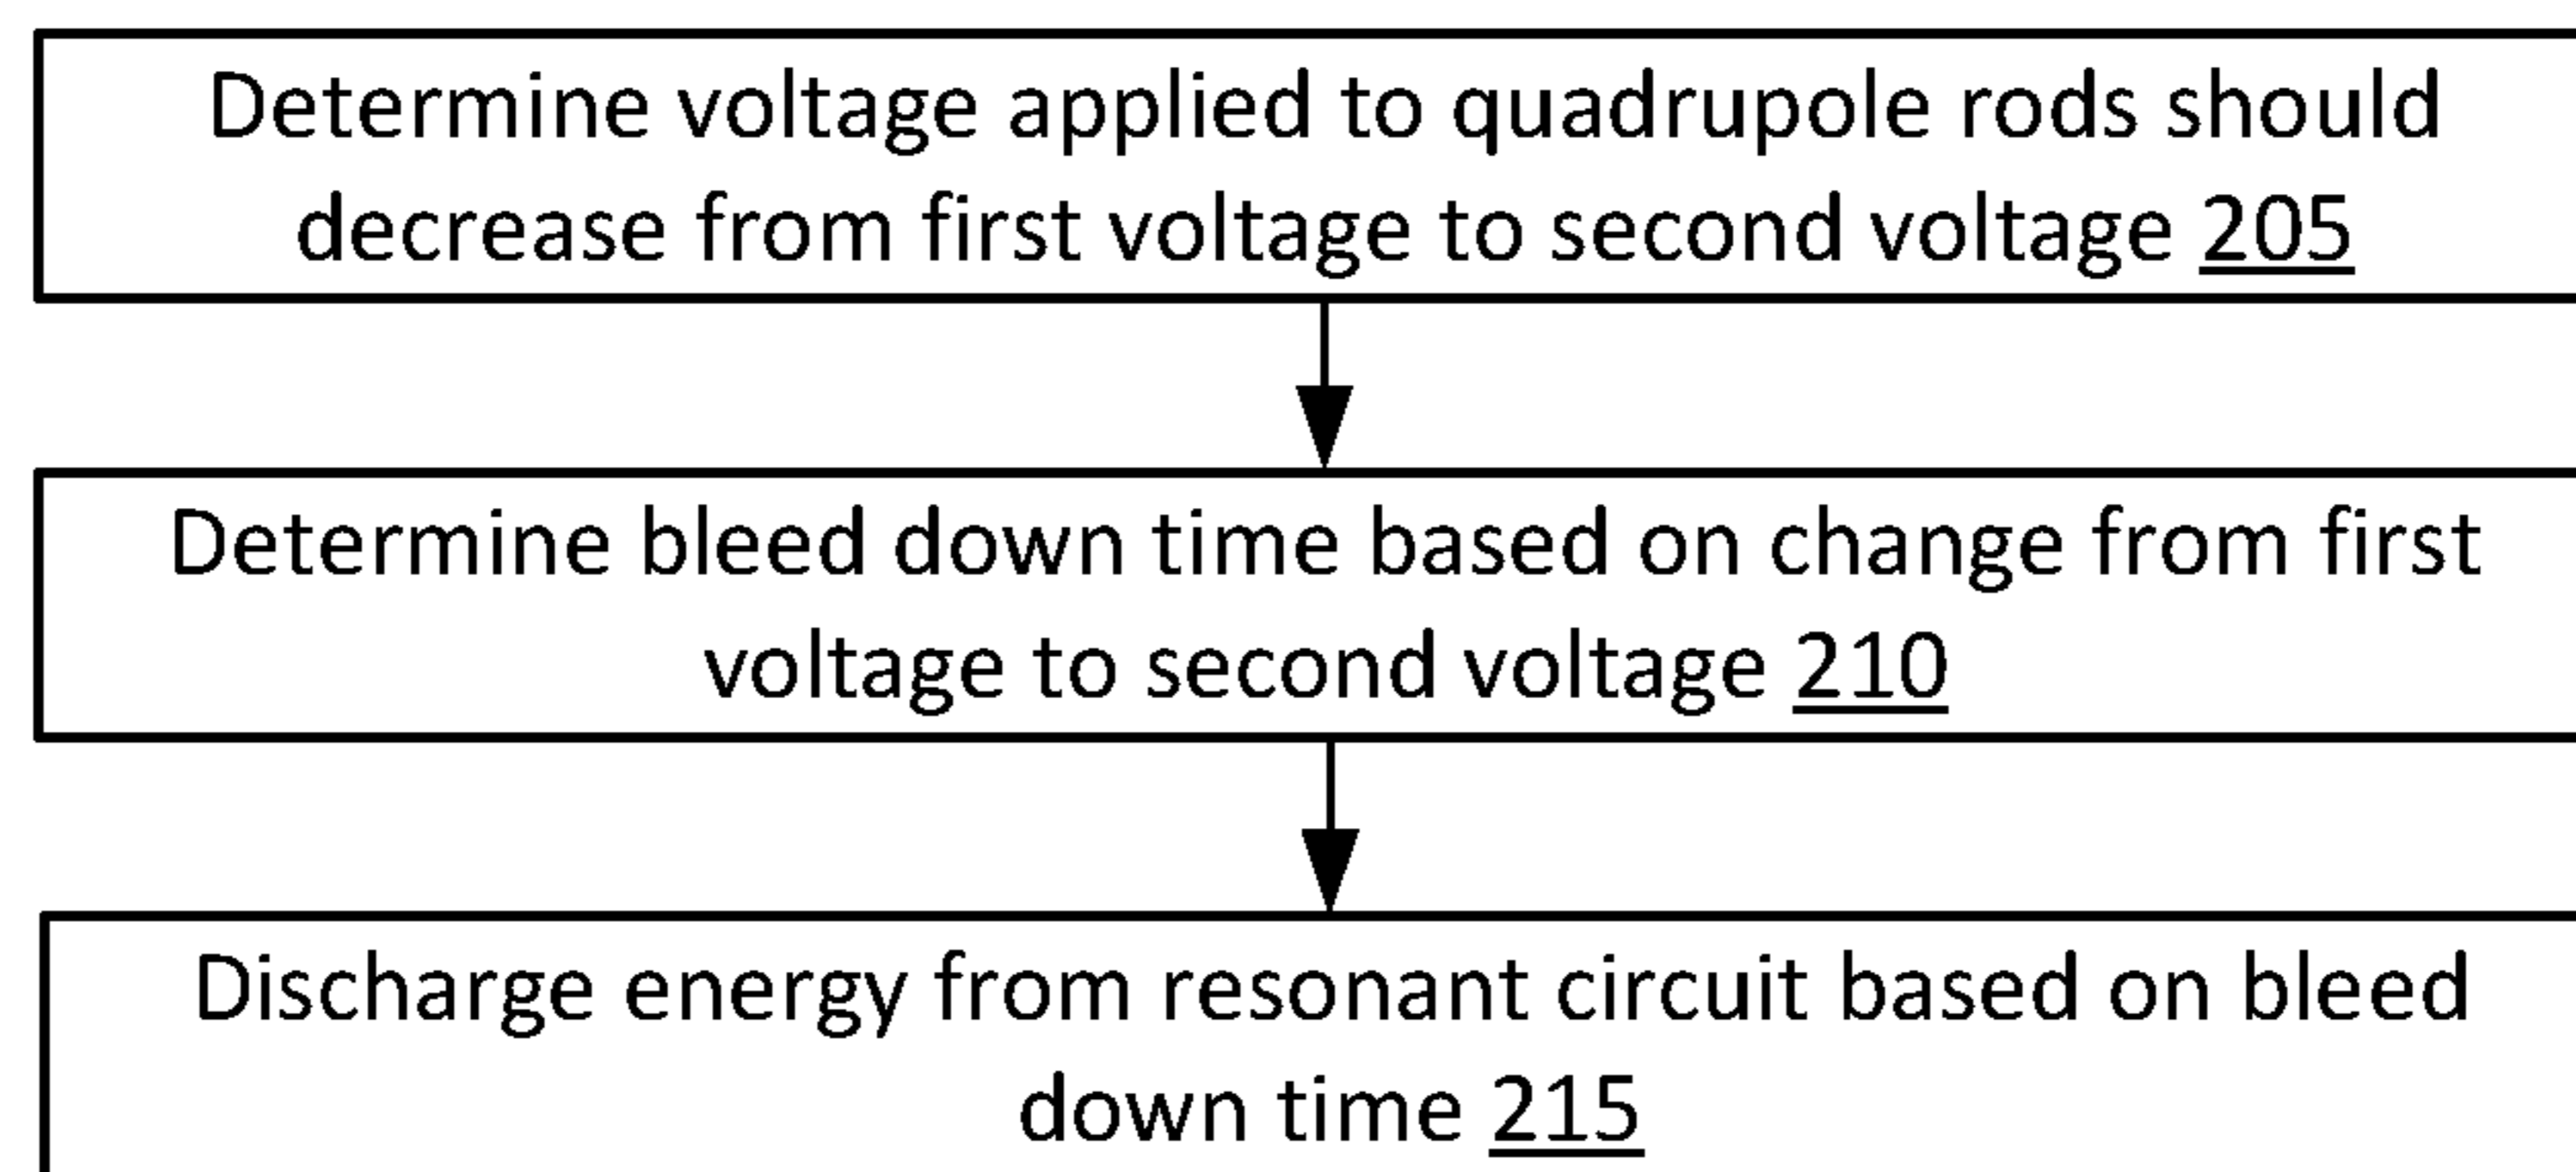 Determine voltage applied to quadrupole rods should
decrease from first voltage to second voltage 205
Determine bleed down time based on change from first
voltage to second voltage 210
Discharge energy from resonant circuit based on bleed
down time 215